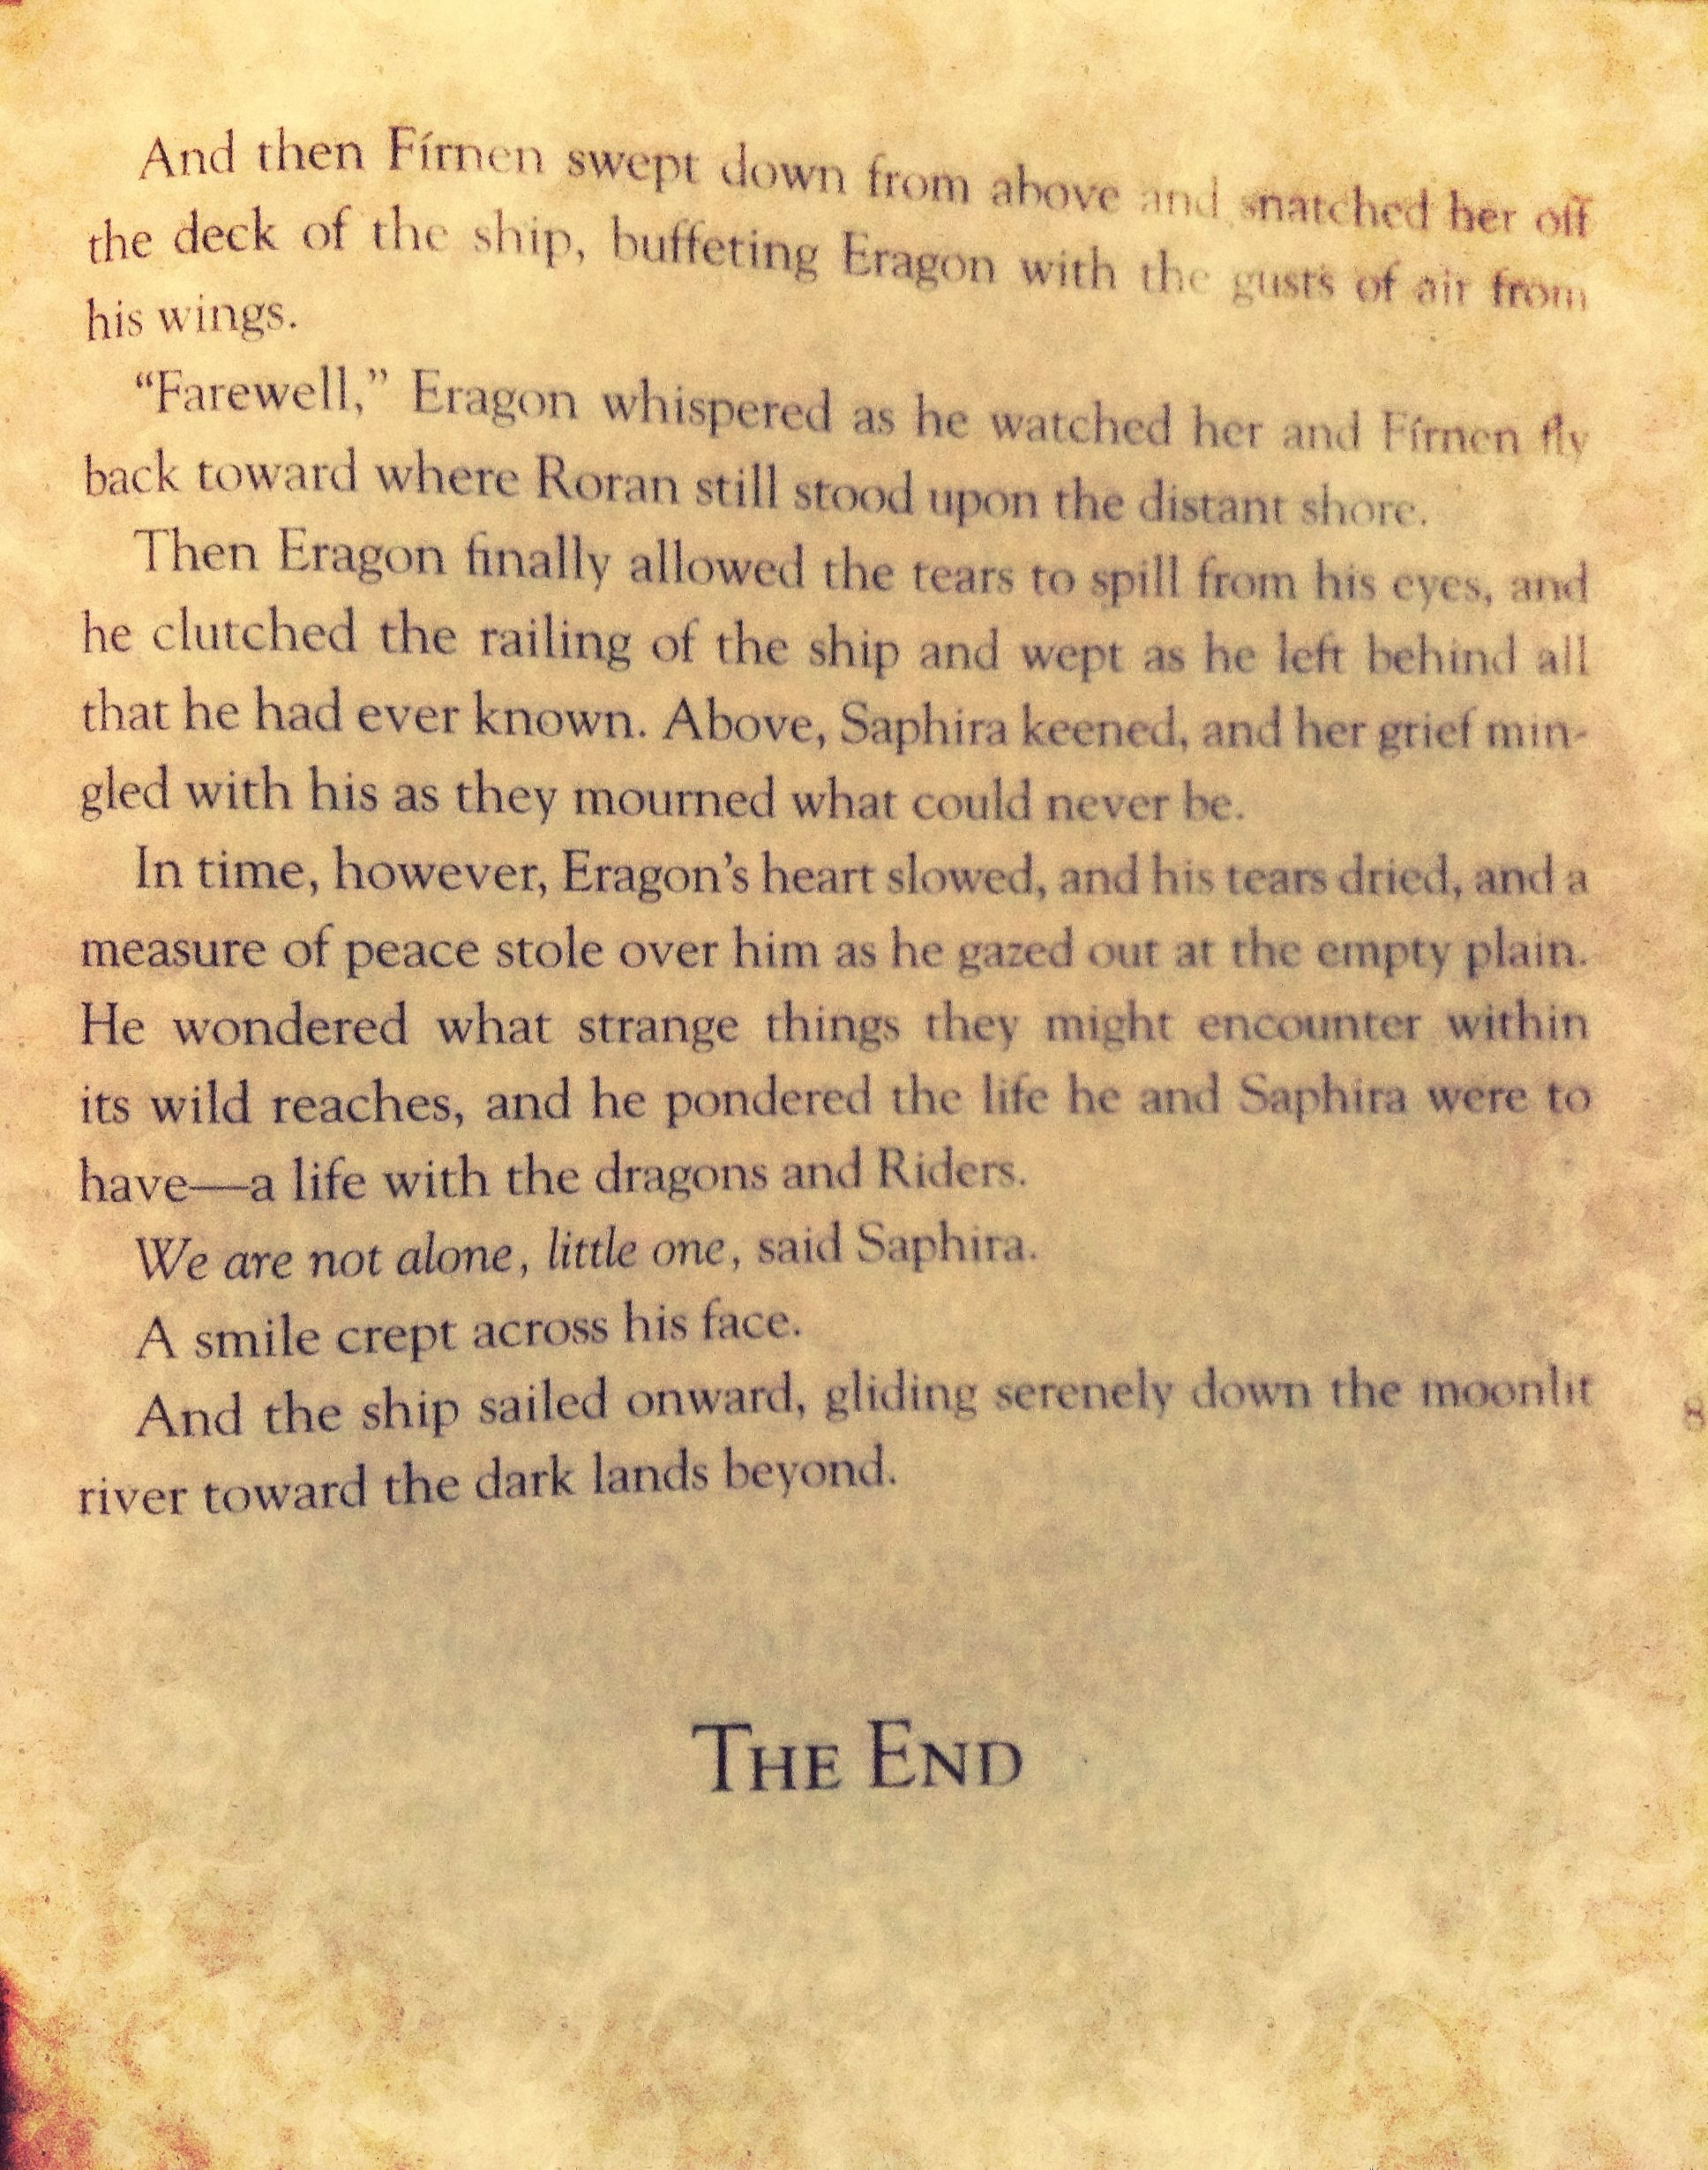 And then Fírnen swept down from above and snatched her off
the deck of the ship, buffeting Eragon with the gusts of air from
his wings.
“Farewell,” Eragon whispered as he watched her and Fírnen fly
back toward where Roran still stood upon the distant shore.
Then Eragon finally allowed the tears to spill from his eyes, and
he clutched the railing of the ship and wept as he left behind all
that he had ever known. Above, Saphira keened, and her grief min-
gled with his as they mourned what could never be.
In time, however, Eragon’s heart slowed, and his tears dried, and a
measure of peace stole over him as he gazed out at the empty plain.
He wondered what strange things they might encounter within
its wild reaches, and he pondered the life he and Saphira were to
have—a life with the dragons and Riders.
We are not alone, little one, said Saphira.
A smile crept across his face.
And the ship sailed onward, gliding serenely down the moonlit
river toward the dark lands beyond.
THE END